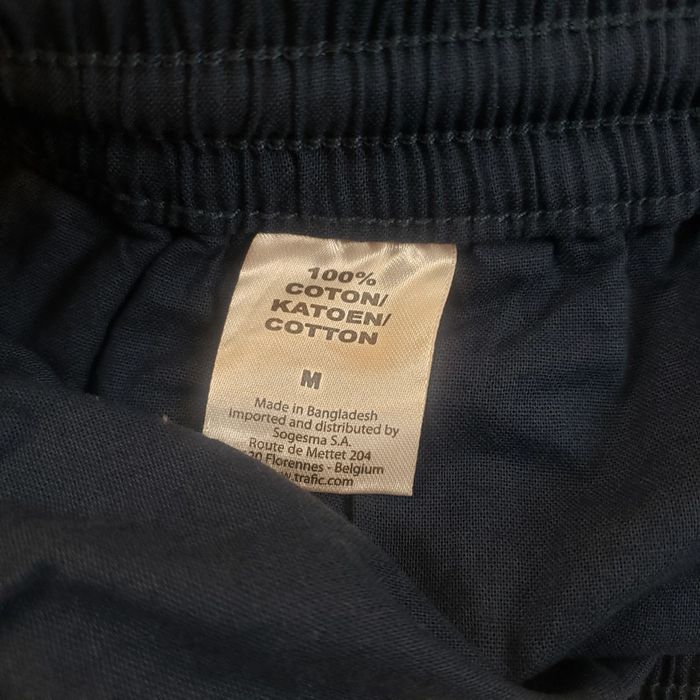 100%
COTON/
KATOEN/
COTTON
M
Made in Bangladesh
Imported and distributed by
Sogesma S.A.
Route de Mettet 204
20 Florennes - Belgium
w.trafic.com